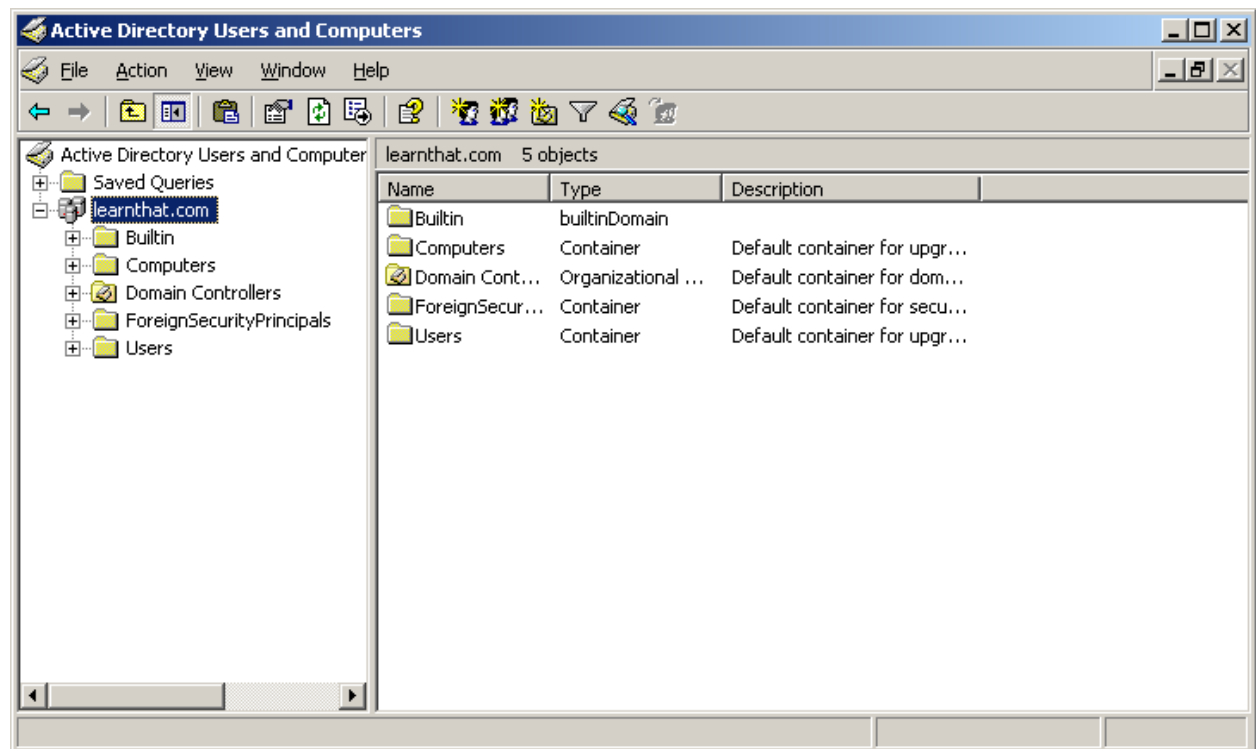 Active Directory Users and Computers
File Action View Window Help
Active Directory Users and Computer
Saved Queries
learnthat.com
Builtin
Computers
Domain Controllers
ForeignSecurityPrincipals
Users
learnthat.com 5 objects
Name Type Description
Builtin builtinDomain
Computers Container Default container for upgr...
Domain Cont... Organizational ... Default container for dom...
ForeignSecur... Container Default container for secu...
Users Container Default container for upgr...